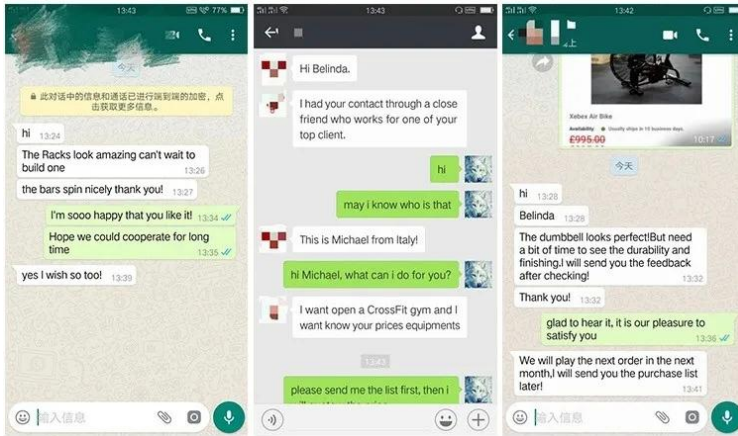 13:43
77%
今天
此对话中的信息和通话已进行端到端的加密，点
击获取更多信息。
hi 13:24
The Racks look amazing can't wait to
build one 13:26
the bars spin nicely thank you! 13:27
I'm sooo happy that you like it! 13:34
Hope we could cooperate for long
time 13:35
yes I wish so too! 13:39
输入信息
13:43
Hi Belinda.
I had your contact through a close
friend who works for one of your
top client.
hi
may i know who is that
This is Michael from Italy!
hi Michael, what can i do for you?
I want open a CrossFit gym and I
want know your prices equipments
13:43
please send me the list first, then i
13:42
上
Xebex Air Bike
Availability Usually ships in 10 business days.
£995.00 10:17
今天
hi 13:28
Belinda 13:28
The dumbbell looks perfect!But need
a bit of time to see the durability and
finishing.I will send you the feedback
after checking! 13:32
Thank you! 13:32
glad to hear it, it is our pleasure to
satisfy you 13:36
We will play the next order in the next
month,I will send you the purchase list
later! 13:41
输入信息